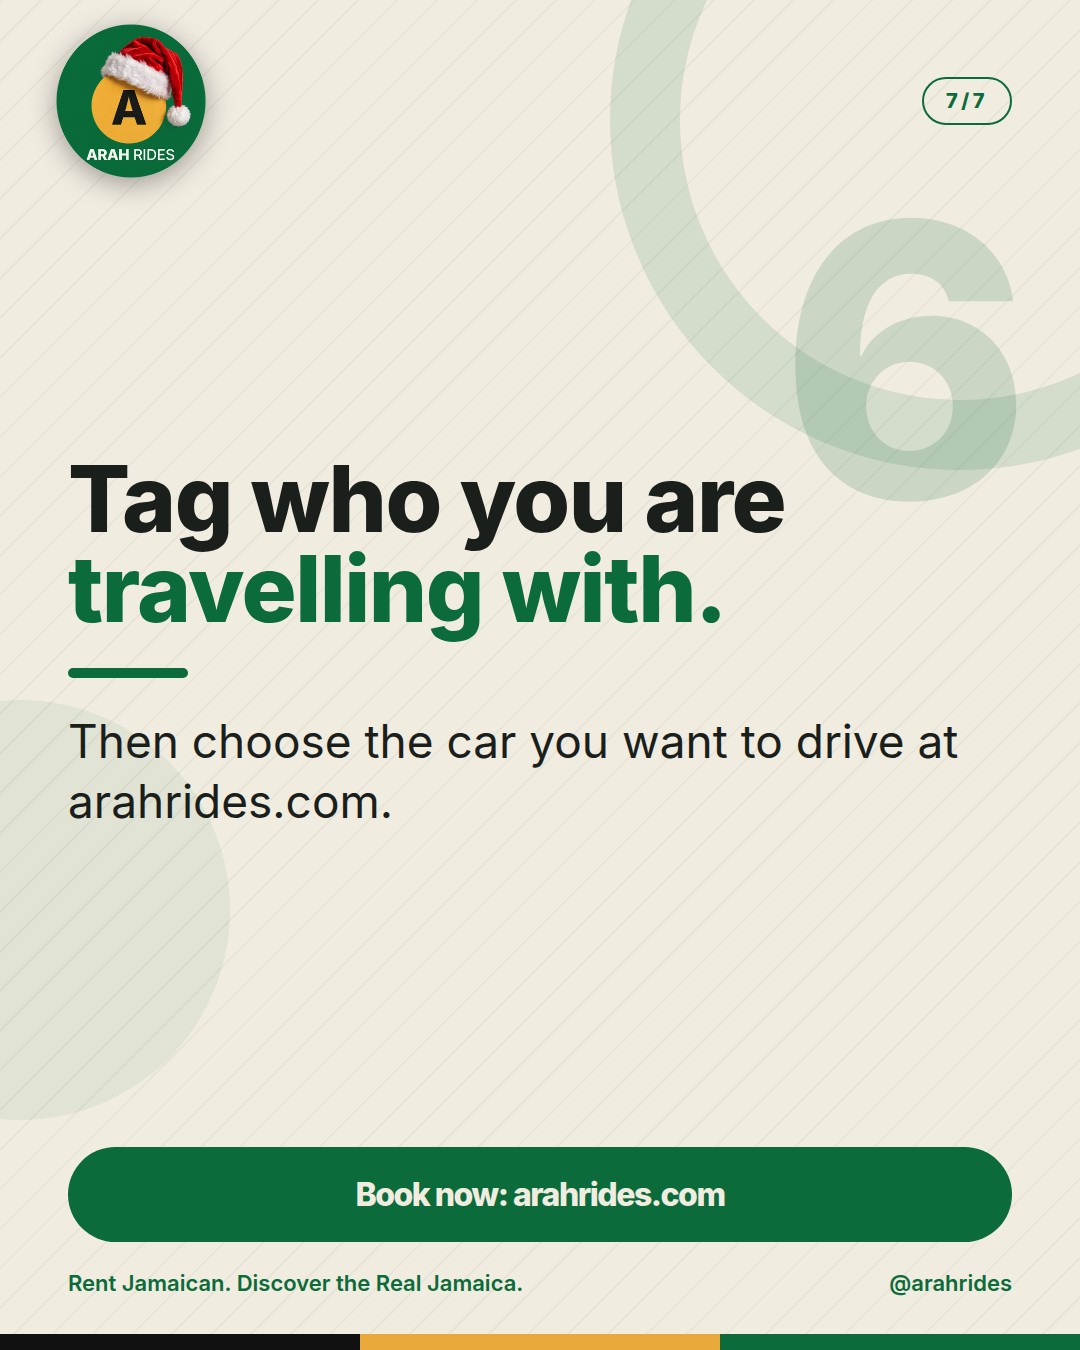 A
ARAH RIDES
7/7
6
Tag who you are
travelling with.
Then choose the car you want to drive at
arahrides.com.
Book now: arahrides.com
Rent Jamaican. Discover the Real Jamaica.
@arahrides